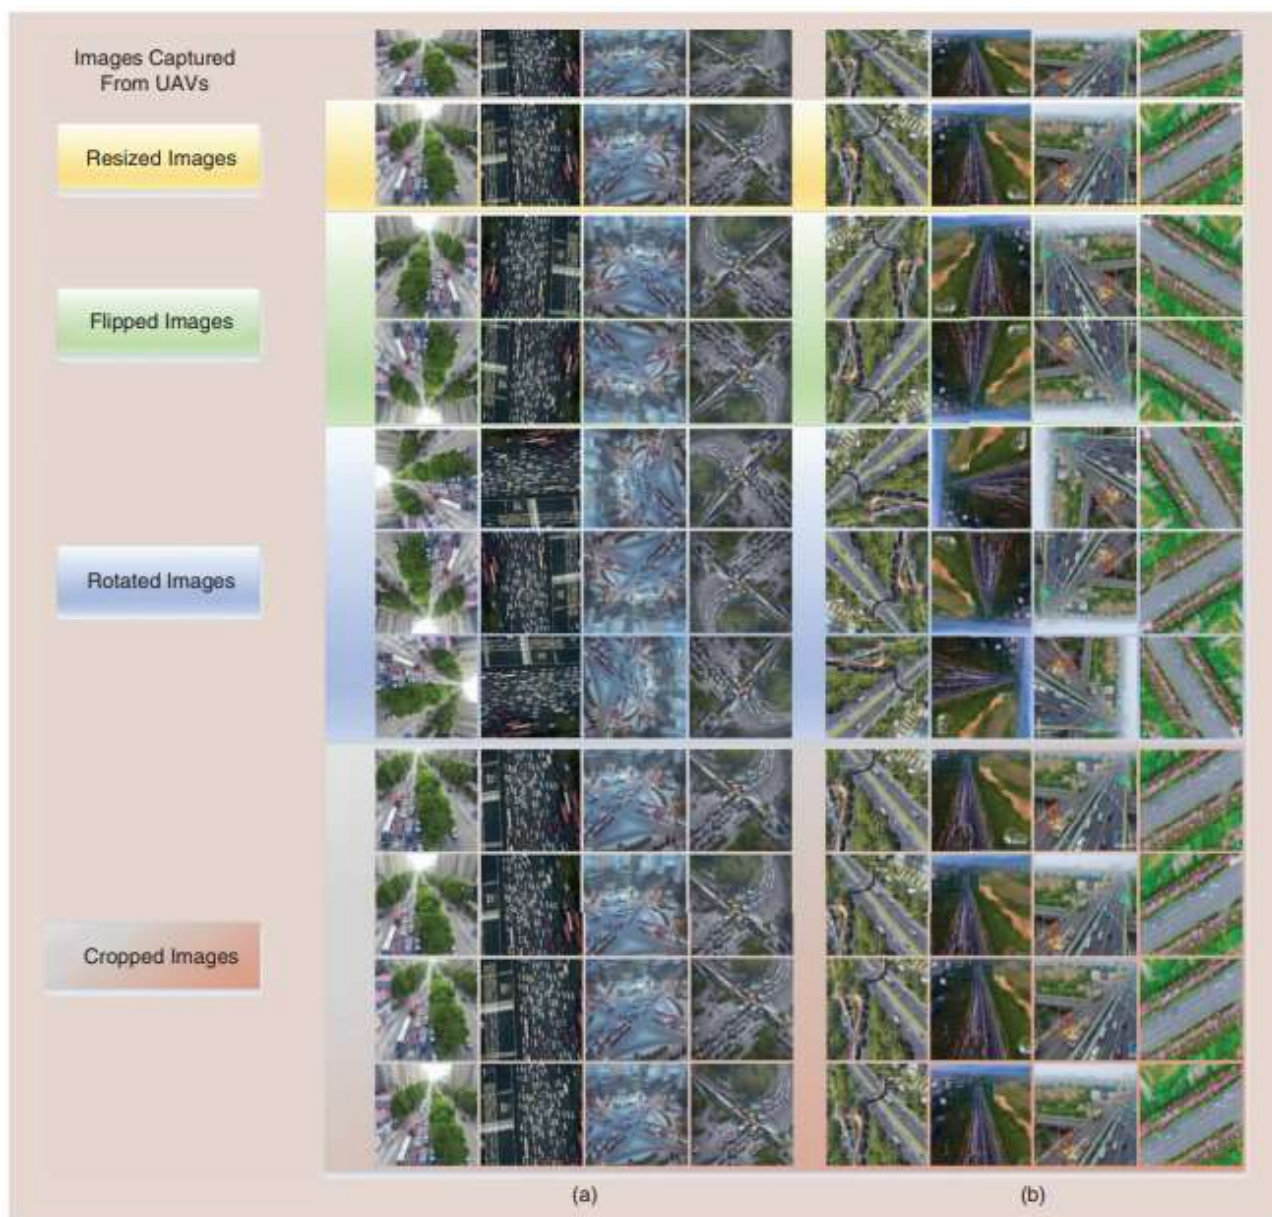 Images Captured
From UAVs
Resized Images
Flipped Images
Rotated Images
Cropped Images
(a)
(b)